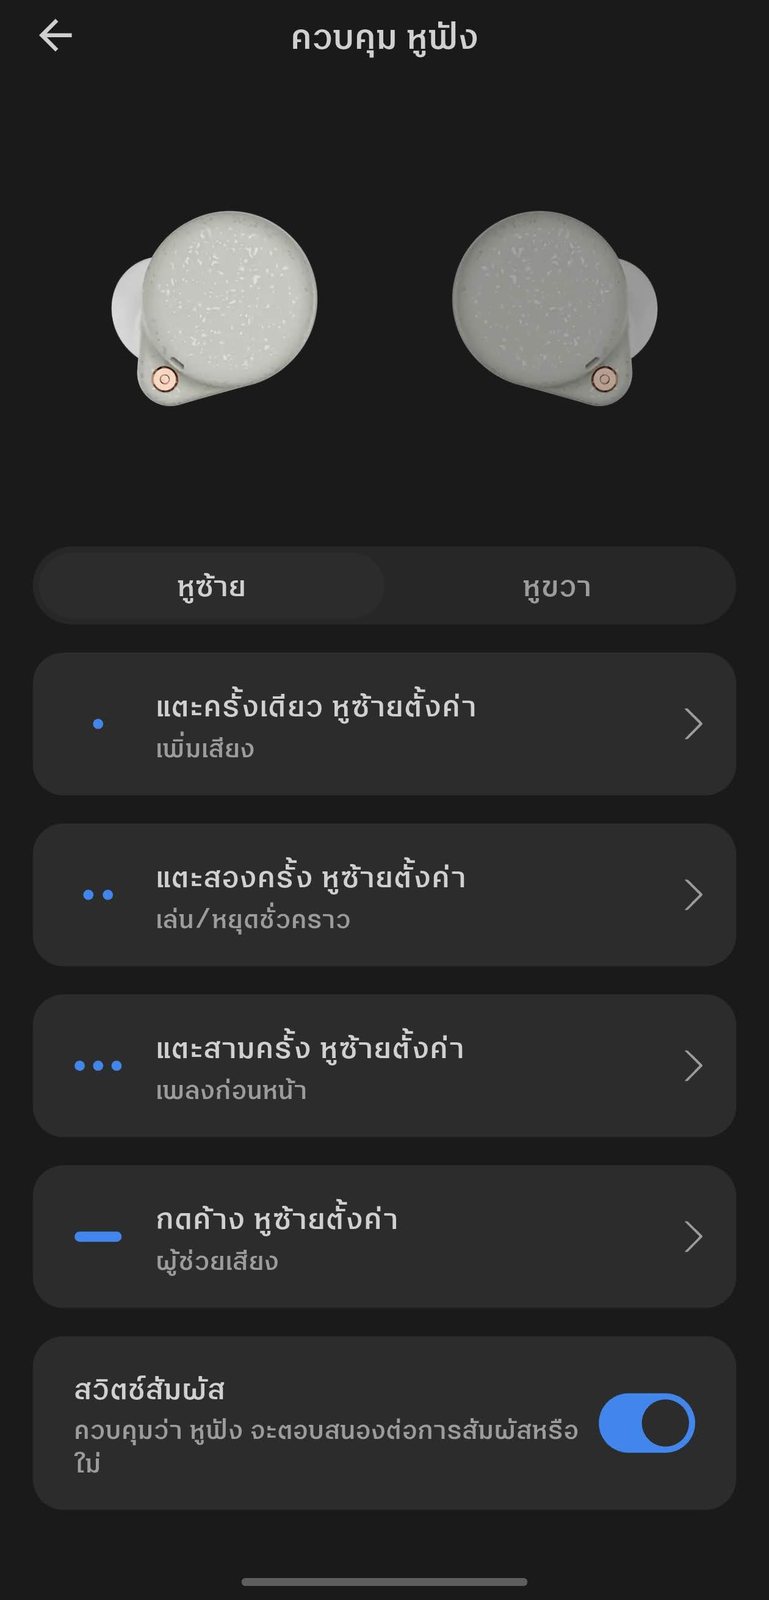 ควบคุม หูฟัง
หูซ้าย
หูขวา
แตะครั้งเดียว หูซ้ายตั้งค่า
เพิ่มเสียง
แตะสองครั้ง หูซ้ายตั้งค่า
เล่น/หยุดชั่วคราว
แตะสามครั้ง หูซ้ายตั้งค่า
เพลงก่อนหน้า
กดค้าง หูซ้ายตั้งค่า
ผู้ช่วยเสียง
สวิตช์สัมผัส
ควบคุมว่า หูฟัง จะตอบสนองต่อการสัมผัสหรือ
ใม่